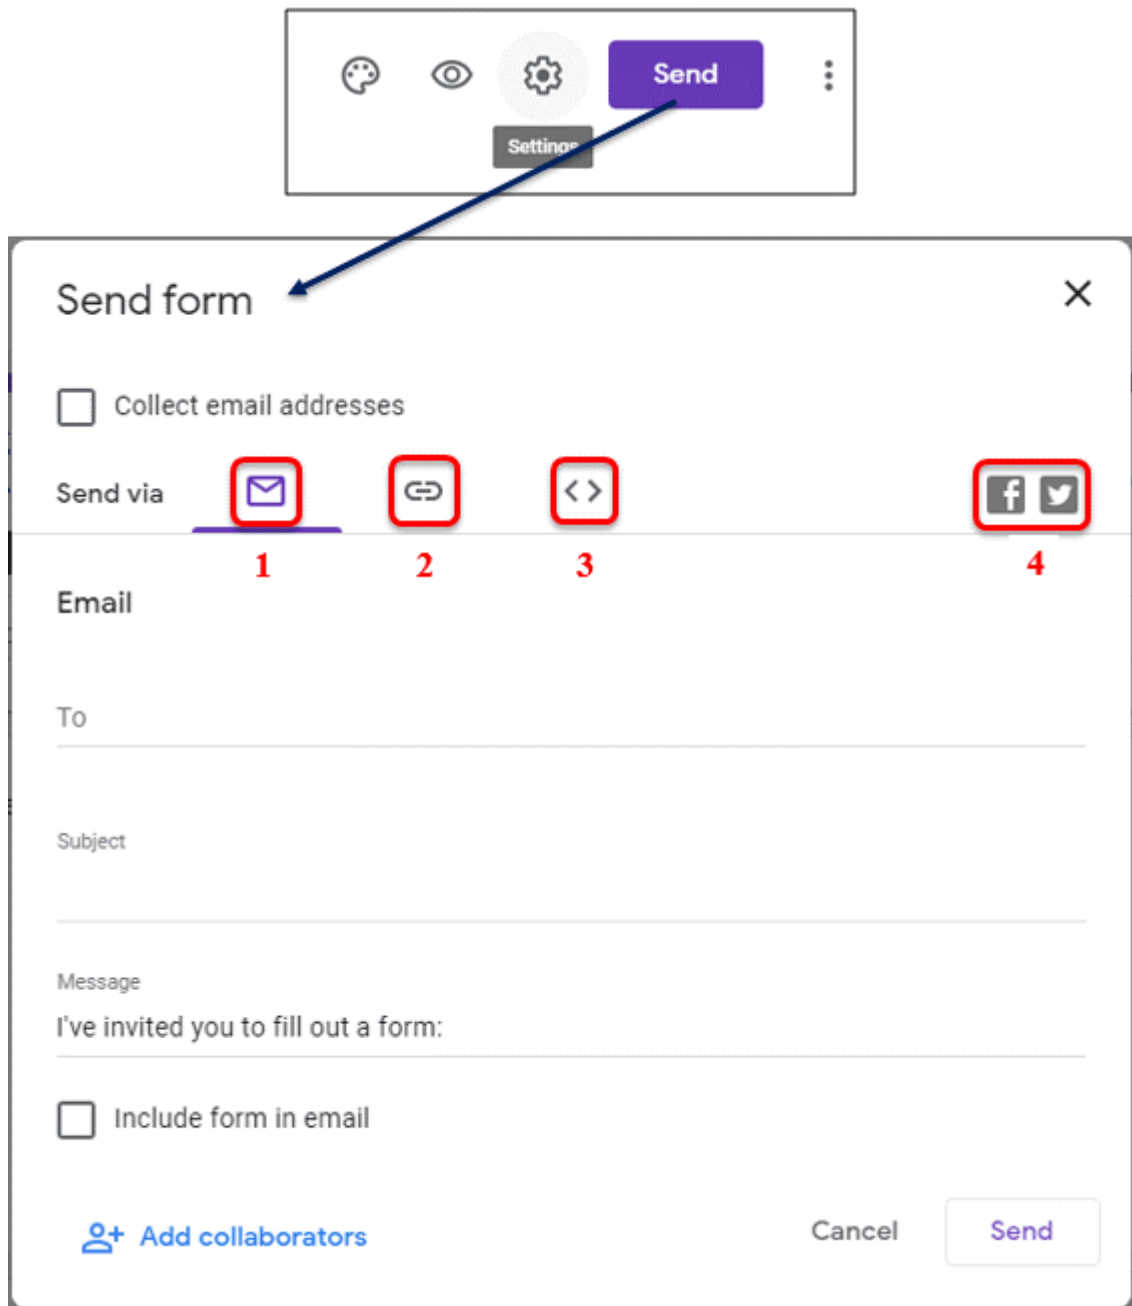 Send
Settings
Send form
Collect email addresses
Send via
1 2 3 4
Email
To
Subject
Message
I've invited you to fill out a form:
Include form in email
Add collaborators
Cancel Send